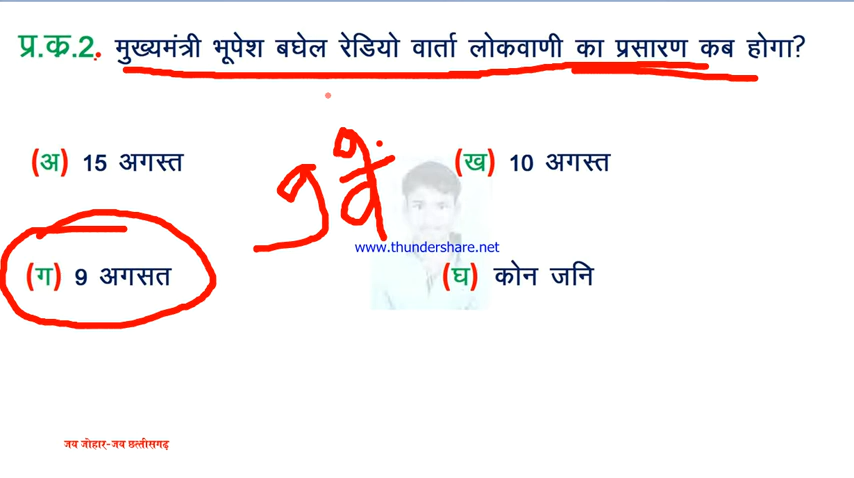 प्र.क्र.2. मुख्यमंत्री भूपेश बघेल रेडियो वार्ता लोकवाणी का प्रसारण कब होगा?
(अ) 15 अगस्त
(ख) 10 अगस्त
9वें
www.thundershare.net
(ग) 9 अगसत
(घ) कोन जनि
जय जोहार-जय छत्तीसगढ़